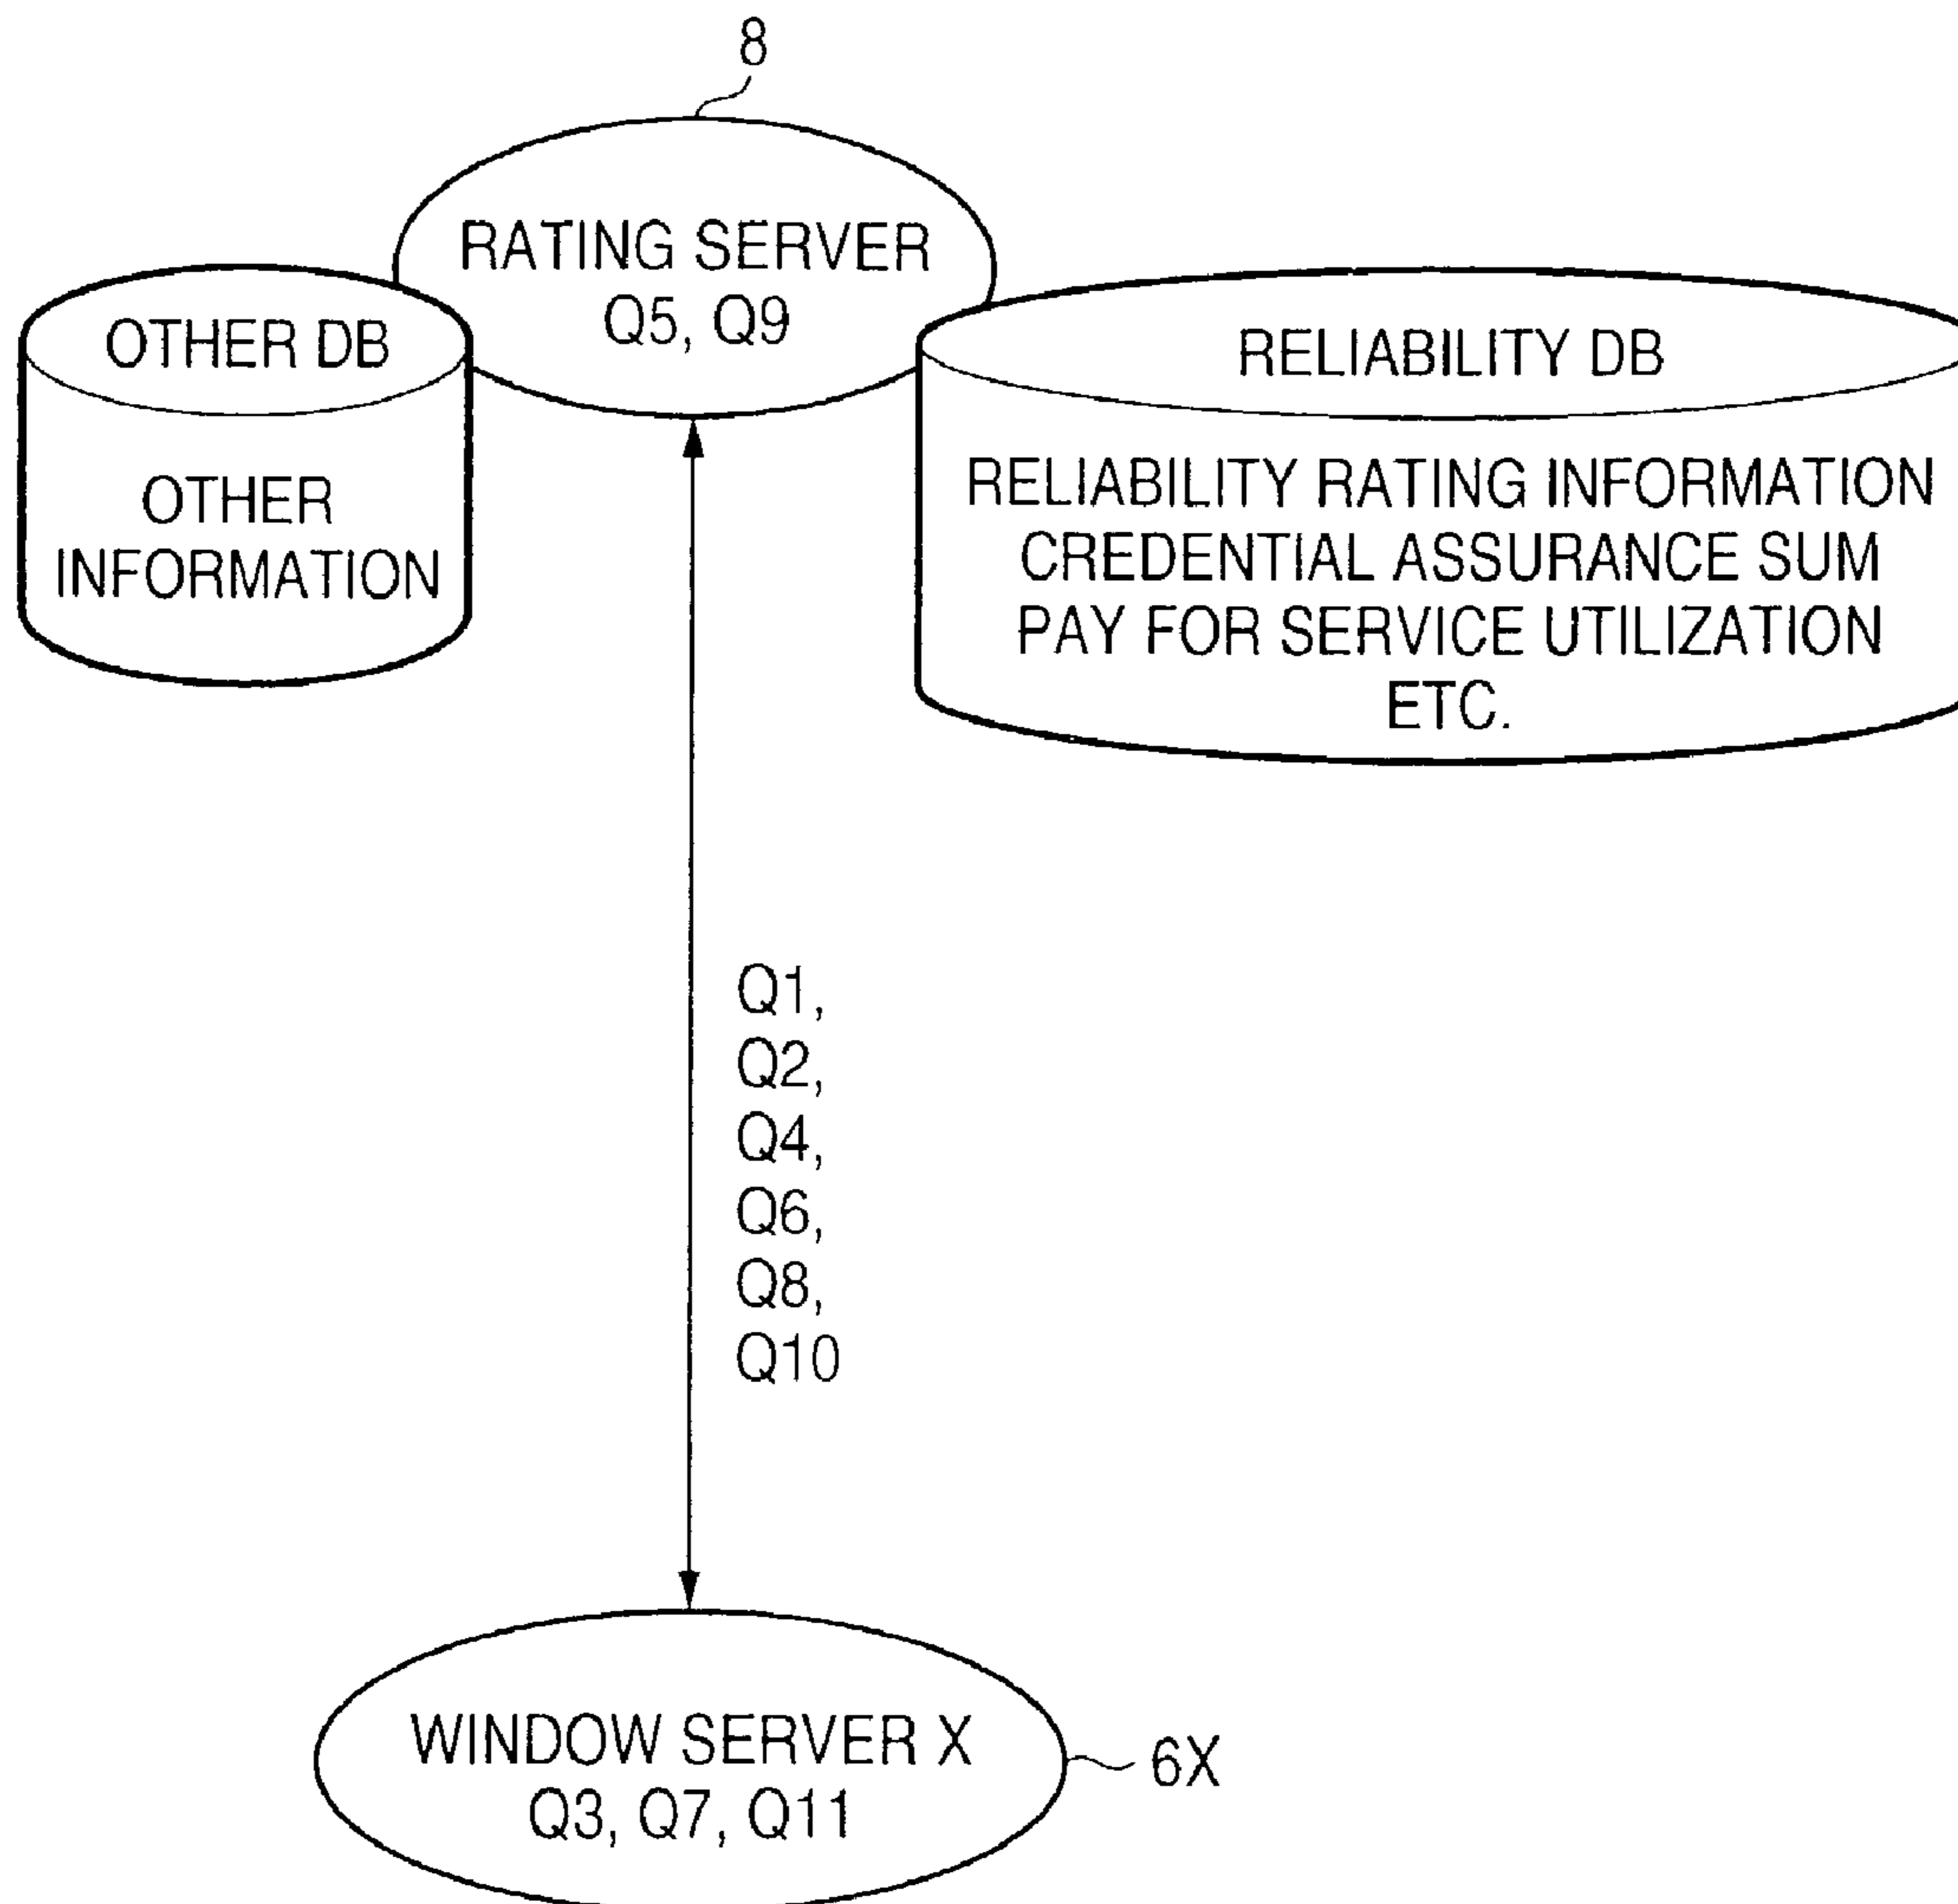 8
RATING SERVER
Q5, Q9
OTHER DB
OTHER
INFORMATION
RELIABILITY DB
RELIABILITY RATING INFORMATION
CREDENTIAL ASSURANCE SUM
PAY FOR SERVICE UTILIZATION
ETC.
Q1,
Q2,
Q4,
Q6,
Q8,
Q10
WINDOW SERVER X
Q3, Q7, Q11
6X